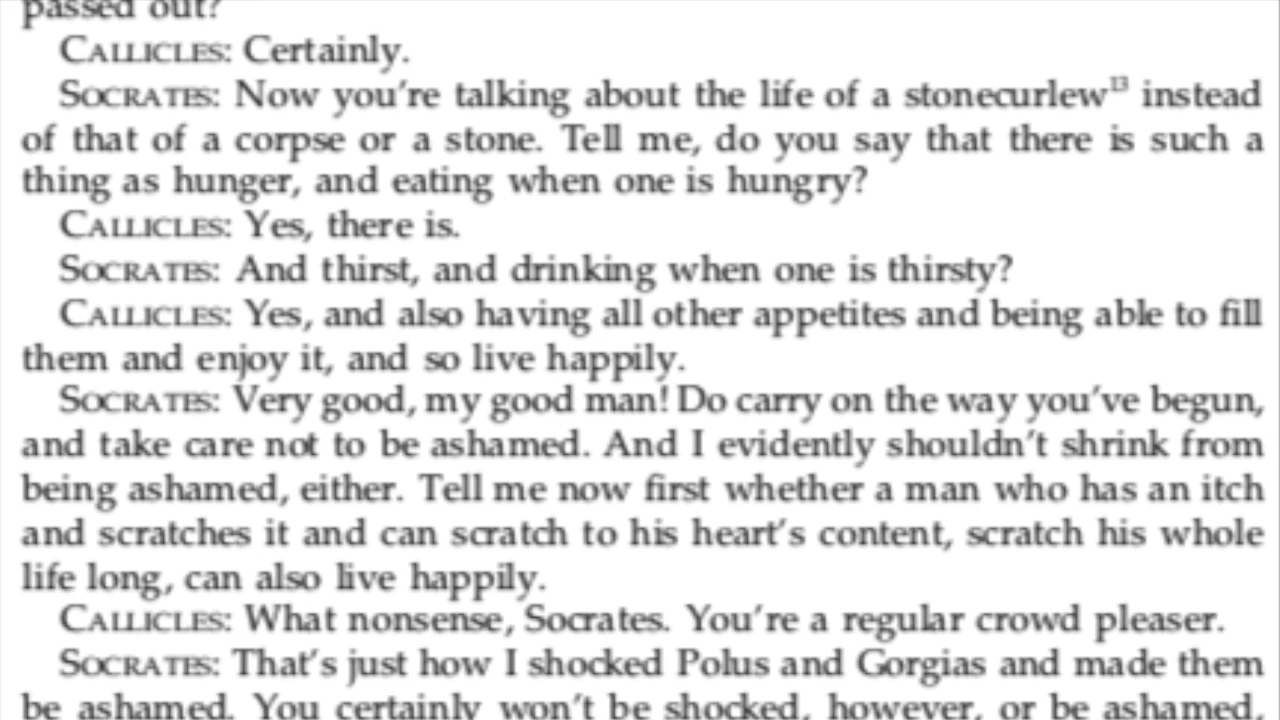 passed out?
CALLICLES: Certainly.
SOCRATES: Now you're talking about the life of a stonecurlew¹³ instead
of that of a corpse or a stone. Tell me, do you say that there is such a
thing as hunger, and eating when one is hungry?
CALLICLES: Yes, there is.
SOCRATES: And thirst, and drinking when one is thirsty?
CALLICLES: Yes, and also having all other appetites and being able to fill
them and enjoy it, and so live happily.
SOCRATES: Very good, my good man! Do carry on the way you've begun,
and take care not to be ashamed. And I evidently shouldn't shrink from
being ashamed, either. Tell me now first whether a man who has an itch
and scratches it and can scratch to his heart's content, scratch his whole
life long, can also live happily.
CALLICLES: What nonsense, Socrates. You're a regular crowd pleaser.
SOCRATES: That's just how I shocked Polus and Gorgias and made them
be ashamed. You certainly won't be shocked, however, or be ashamed,